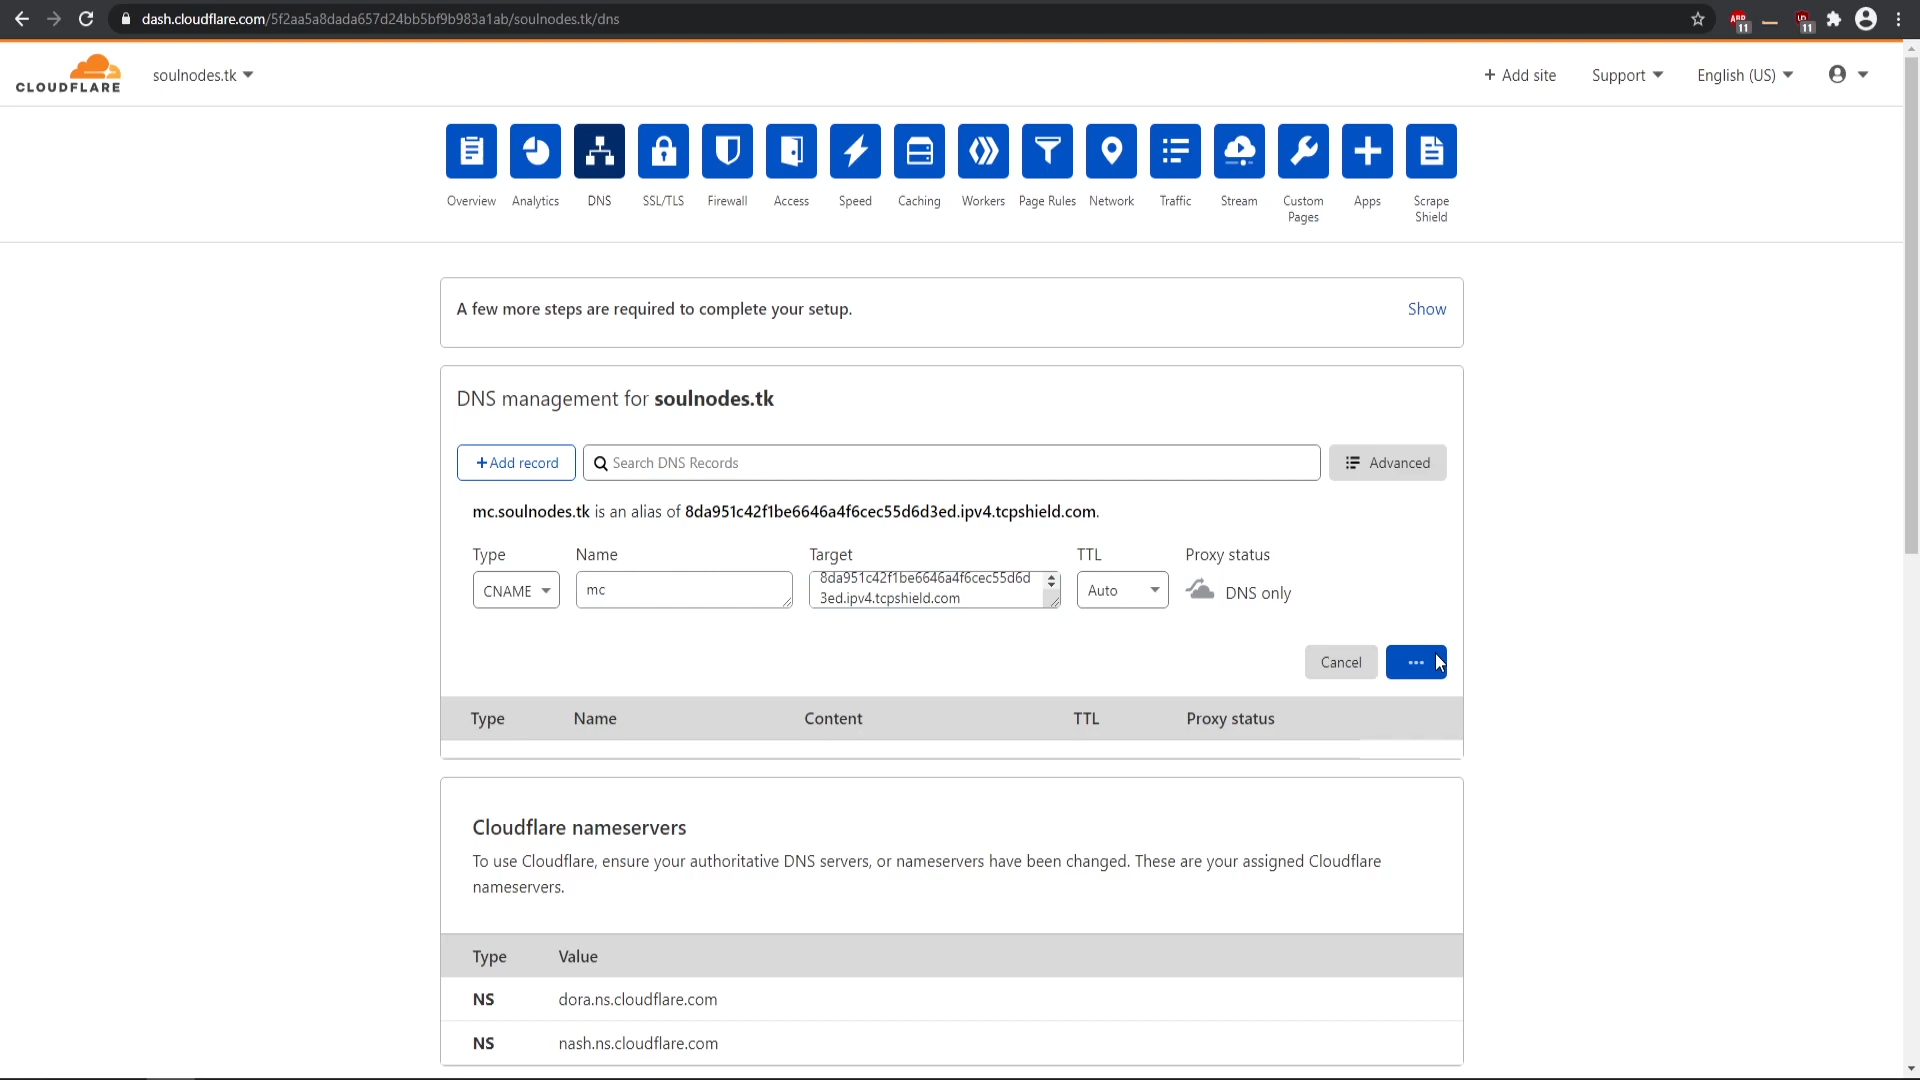 dash.cloudflare.com/5f2aa5a8dada657d24bb5bf9b983a1ab/soulnodes.tk/dns
ABP
11
11
CLOUDFLARE
soulnodes.tk
+ Add site
Support
English (US)
Overview
Analytics
DNS
SSL/TLS
Firewall
Access
Speed
Caching
Workers
Page Rules
Network
Traffic
Stream
Custom
Pages
Apps
Scrape
Shield
A few more steps are required to complete your setup.
Show
DNS management for soulnodes.tk
+Add record
Search DNS Records
Advanced
mc.soulnodes.tk is an alias of 8da951c42f1be6646a4f6cec55d6d3ed.ipv4.tcpshield.com.
Type
Name
Target
TTL
Proxy status
CNAME
mc
8da951c42f1be6646a4f6cec55d6d
3ed.ipv4.tcpshield.com
Auto
DNS only
Cancel
Type
Name
Content
TTL
Proxy status
Cloudflare nameservers
To use Cloudflare, ensure your authoritative DNS servers, or nameservers have been changed. These are your assigned Cloudflare
nameservers.
Type
Value
NS
dora.ns.cloudflare.com
NS
nash.ns.cloudflare.com